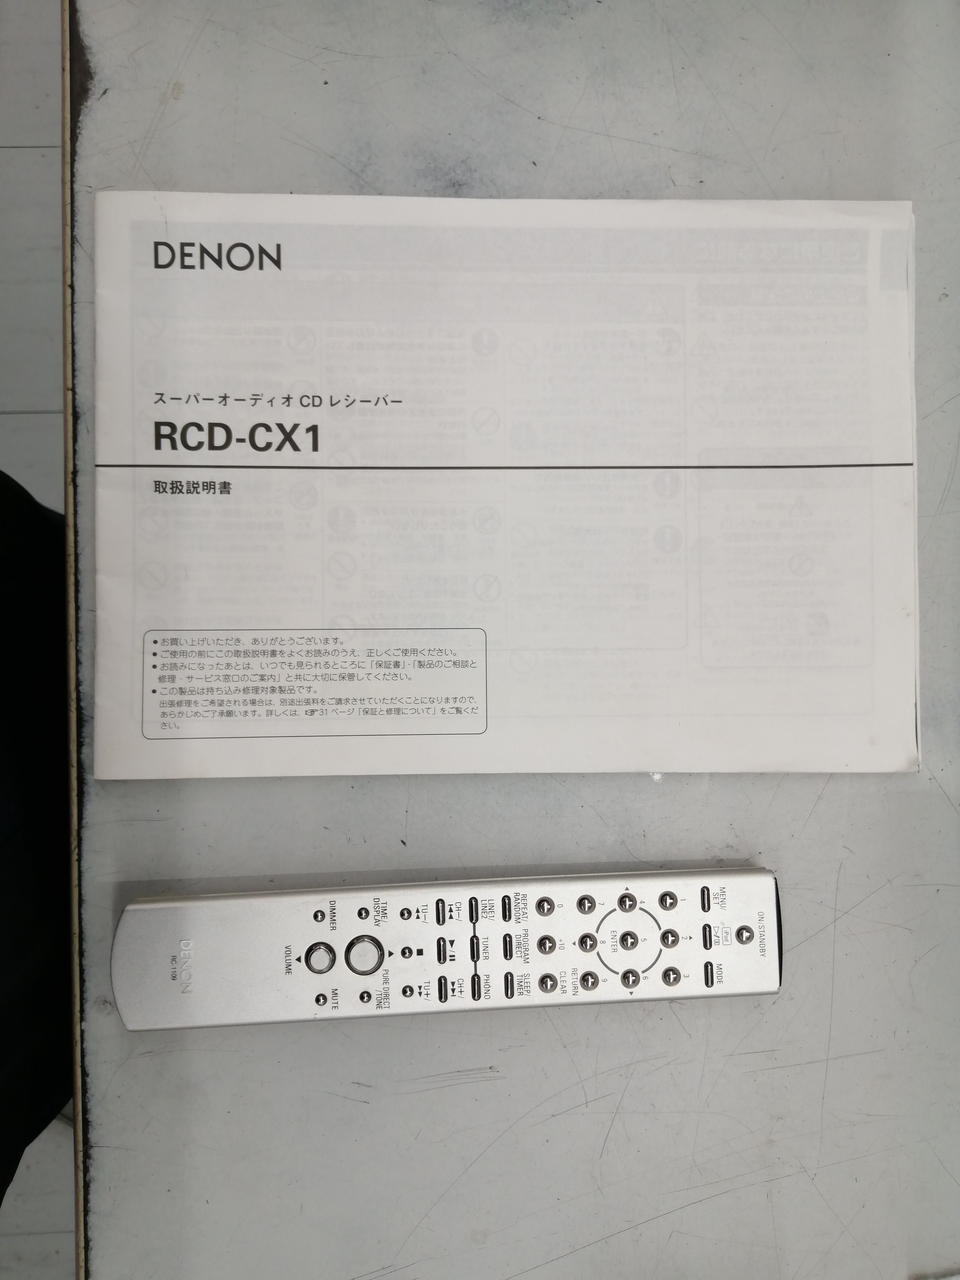 DENON
スーパーオーディオ CD レシーバー
RCD-CX1
取扱説明書
● お買い上げいただき、ありがとうございます。
● ご使用の前にこの取扱説明書をよくお読みのうえ、正しくご使用ください。
● お読みになったあとは、いつでも見られるところに「保証書」・「製品のご相談と
修理・サービス窓口のご案内」と共に大切に保管してください。
● この製品は持ち込み修理対象製品です。
出張修理をご希望される場合は、別途出張料をご請求させていただくことになりますので、
あらかじめご了承願います。詳しくは、☞31 ページ「保証と修理について」をご覧くだ
さい。
ON/STANDBY
MENU/
SET
iPod
MODE
1
2
3
4
5
6
ENTER
7
8
9
RETURN
0
+10
CLEAR
REPEAT/
RANDOM
PROGRAM
DIRECT
SLEEP/
TIMER
LINE1/
LINE2
TUNER
PHONO
CH−/
CH+/
TU−/
TU+/
TIME/
DISPLAY
PURE DIRECT
/TONE
DIMMER
VOLUME
MUTE
DENON
RC-1109